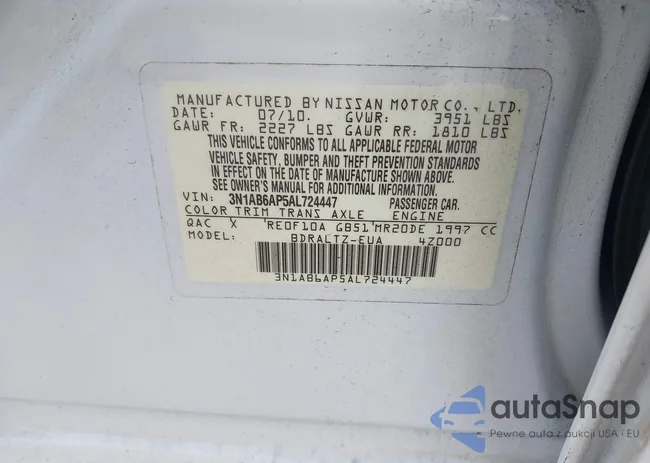 MANUFACTURED BY NISSAN MOTOR CO., LTD.
DATE: 07/10. GVWR: 3951 LBS
GAWR FR: 2227 LBS GAWR RR: 1810 LBS
THIS VEHICLE CONFORMS TO ALL APPLICABLE FEDERAL MOTOR
VEHICLE SAFETY, BUMPER AND THEFT PREVENTION STANDARDS
IN EFFECT ON THE DATE OF MANUFACTURE SHOWN ABOVE.
SEE OWNER'S MANUAL FOR ADDITIONAL INFORMATION.
VIN: 3N1AB6AP5AL724447 PASSENGER CAR.
COLOR TRIM TRANS AXLE ENGINE
QAC X 'RE0F10A GB51'MR20DE 1997 CC
MODEL: BDRALTZ-EUA 4Z000
3N1AB6AP5AL724447
autoSnap
Pewne auta z aukcji USA i EU